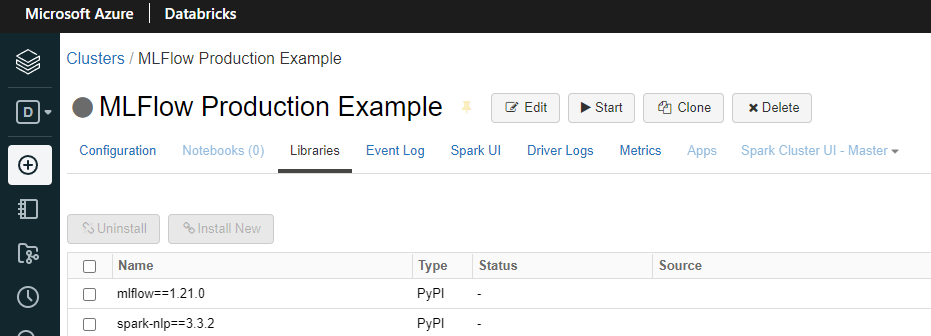 Microsoft Azure Databricks
Clusters / MLFlow Production Example
MLFlow Production Example Edit Start Clone Delete
D
Configuration Notebooks (0) Libraries Event Log Spark UI Driver Logs Metrics Apps Spark Cluster UI - Master
Uninstall Install New
Name Type Status Source
mlflow==1.21.0 PyPI -
spark-nlp==3.3.2 PyPI -